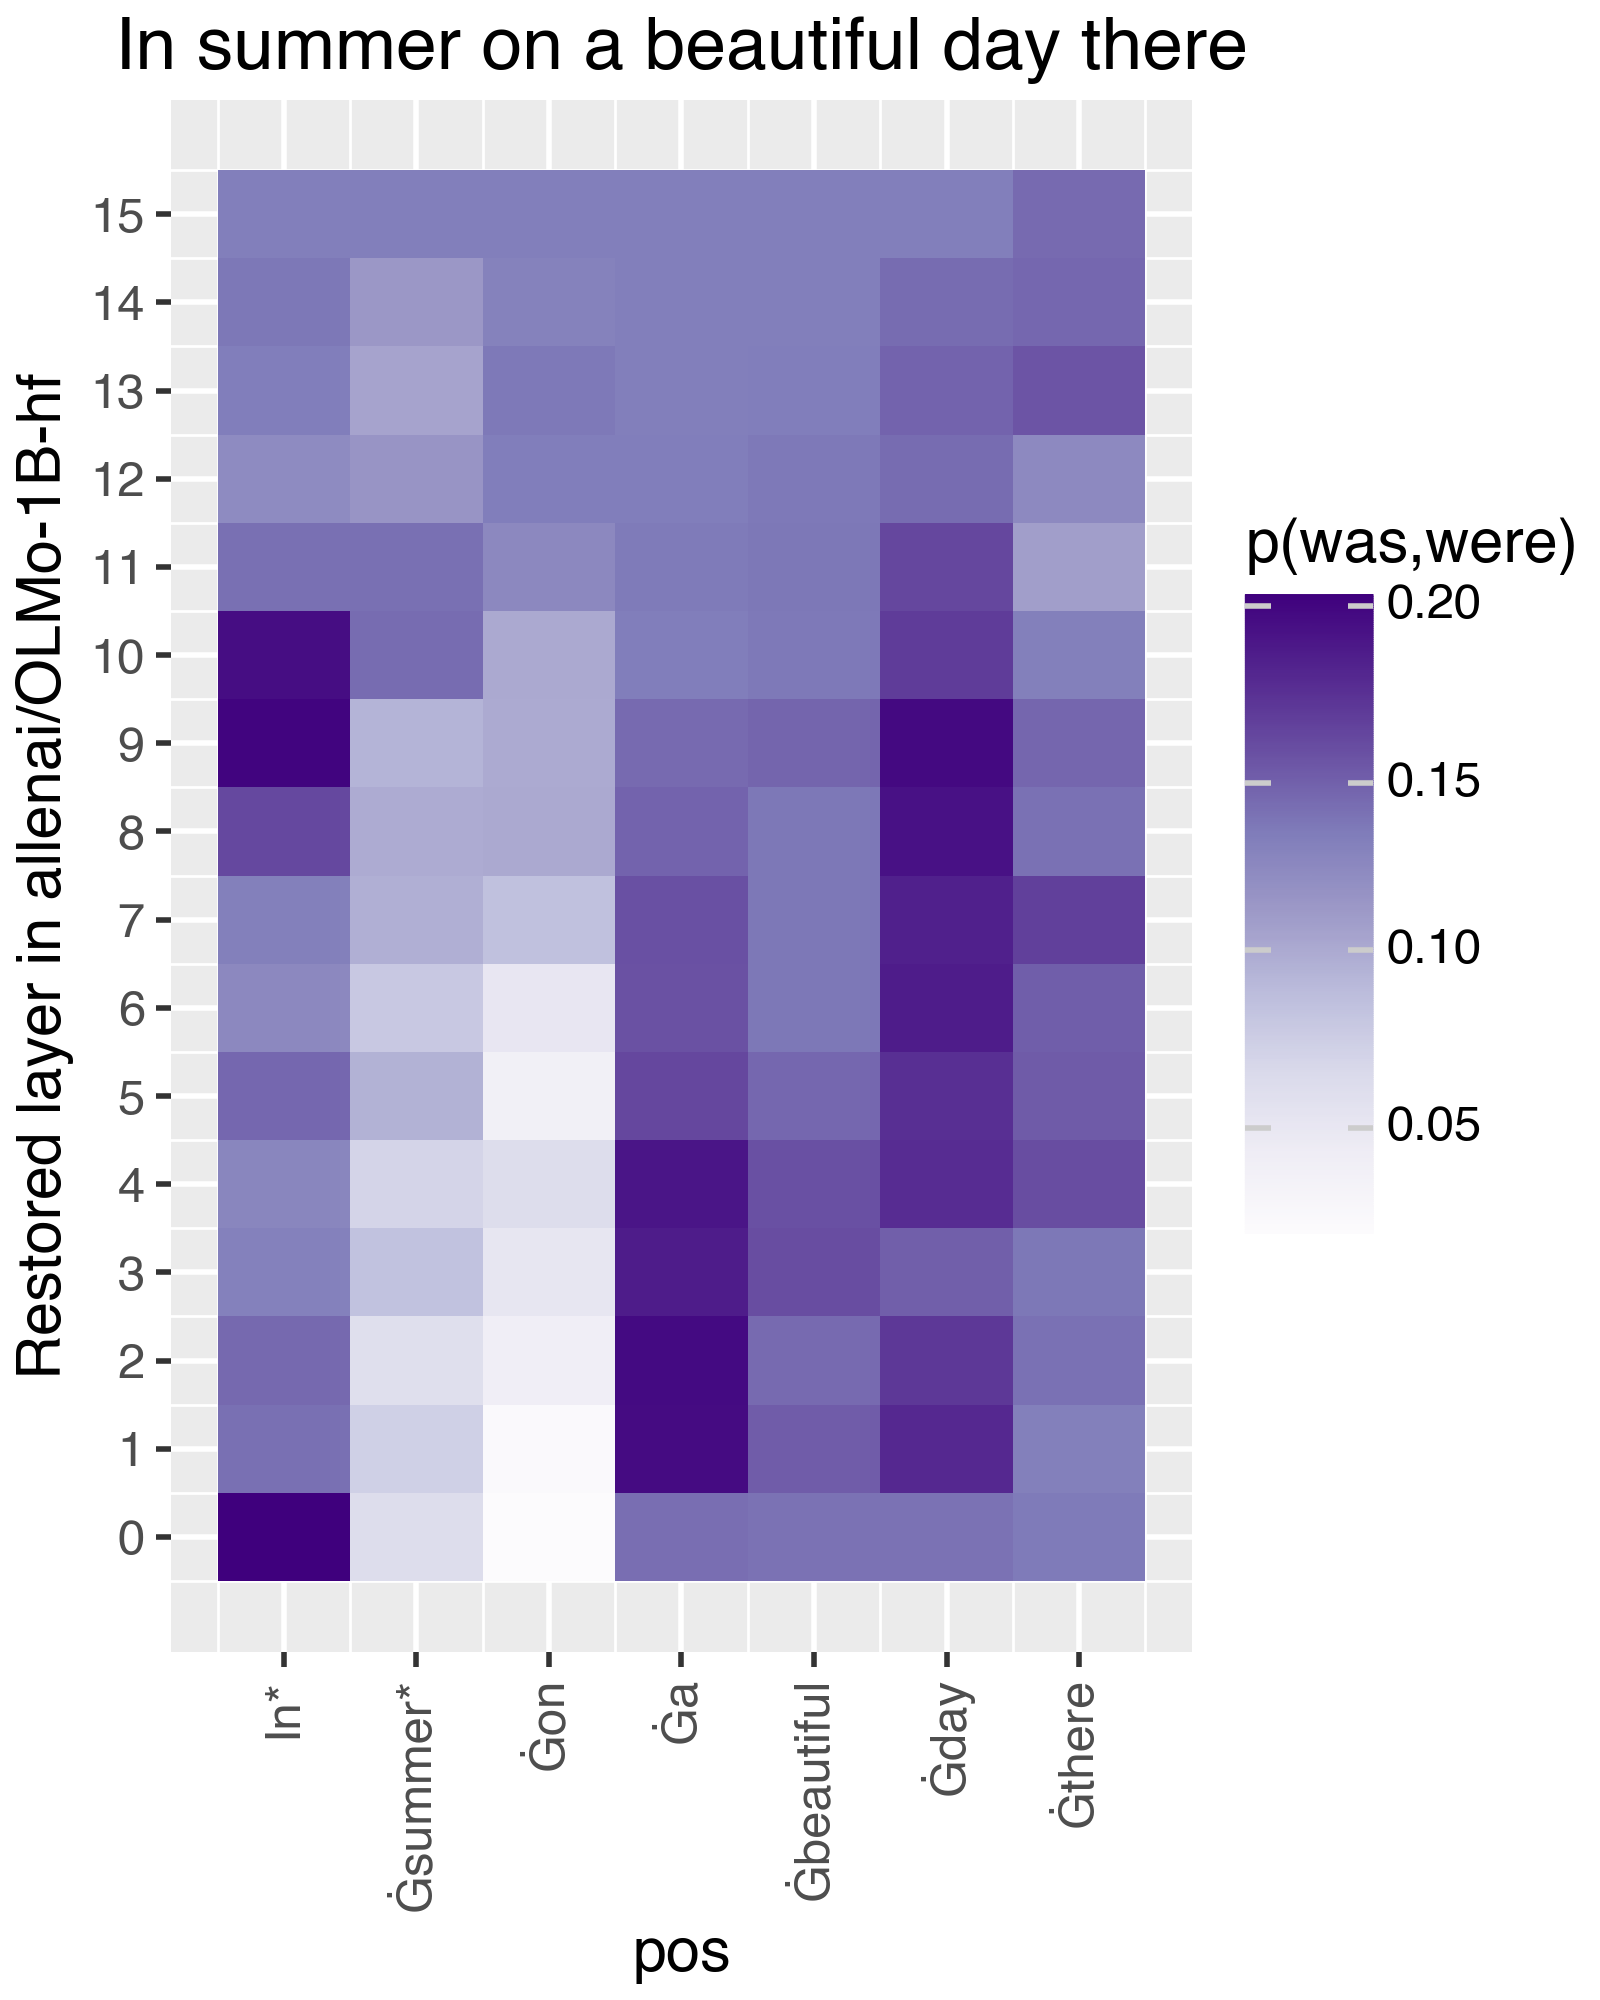 In summer on a beautiful day there
Restored layer in allenai/OLMo-1B-hf
15
14
13
12
11
10
9
8
7
6
5
4
3
2
1
0
In*
Ġsummer*
Ġon
Ġa
Ġbeautiful
Ġday
Ġthere
pos
p(was,were)
0.20
0.15
0.10
0.05